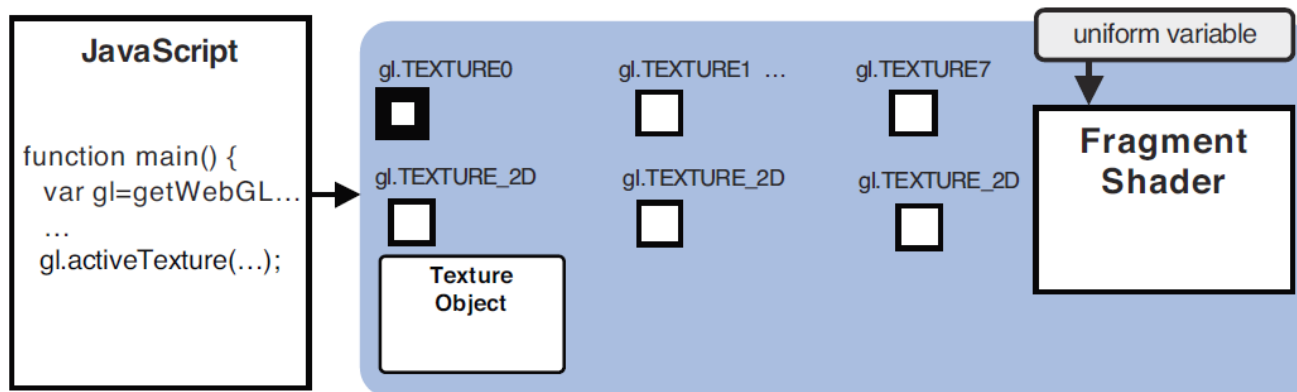 JavaScript
function main() {
var gl=getWebGL...
...
gl.activeTexture(...);
gl.TEXTURE0
gl.TEXTURE1 ...
gl.TEXTURE7
gl.TEXTURE_2D
gl.TEXTURE_2D
gl.TEXTURE_2D
Texture
Object
uniform variable
Fragment
Shader